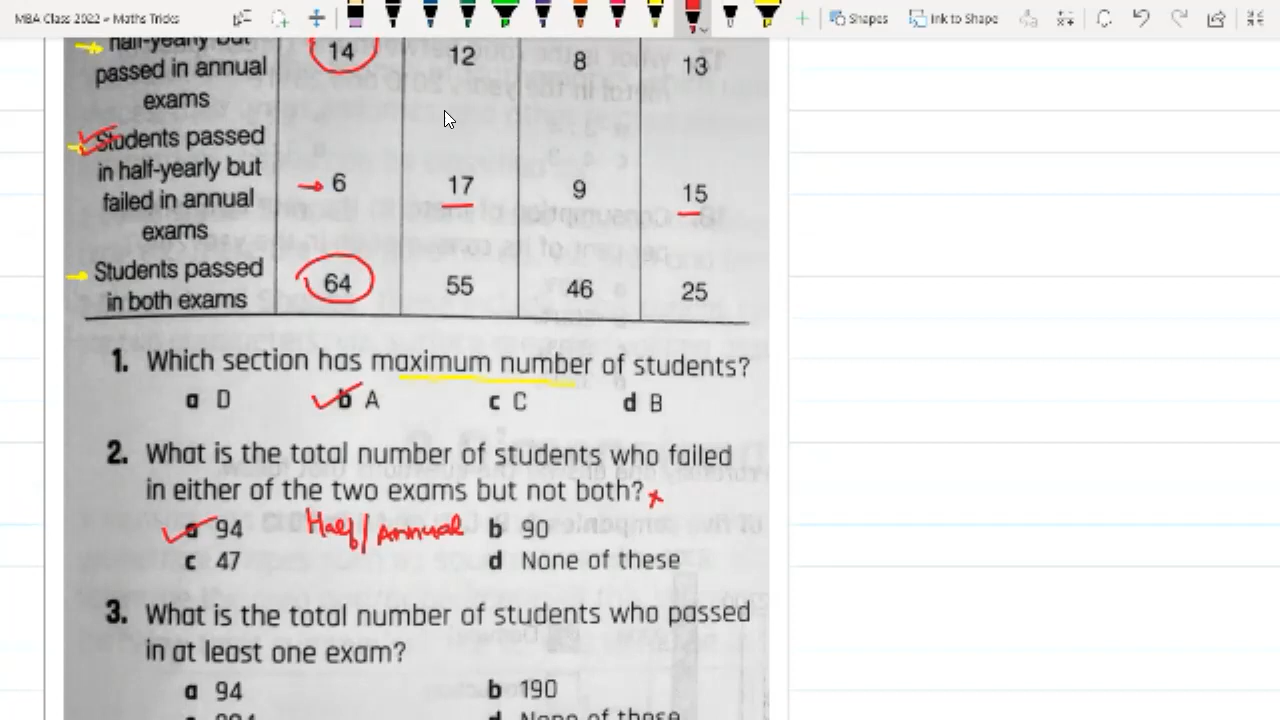 MBA Class 2022 » Maths Tricks
Shapes
Ink to Shape
half-yearly but
passed in annual
exams
14 12 8 13
Students passed
in half-yearly but
failed in annual
exams
6 17 9 15
Students passed
in both exams
64 55 46 25
1. Which section has maximum number of students?
a D b A c C d B
2. What is the total number of students who failed
in either of the two exams but not both?
Half/Annual
a 94 b 90
c 47 d None of these
3. What is the total number of students who passed
in at least one exam?
a 94 b 190
d None of these